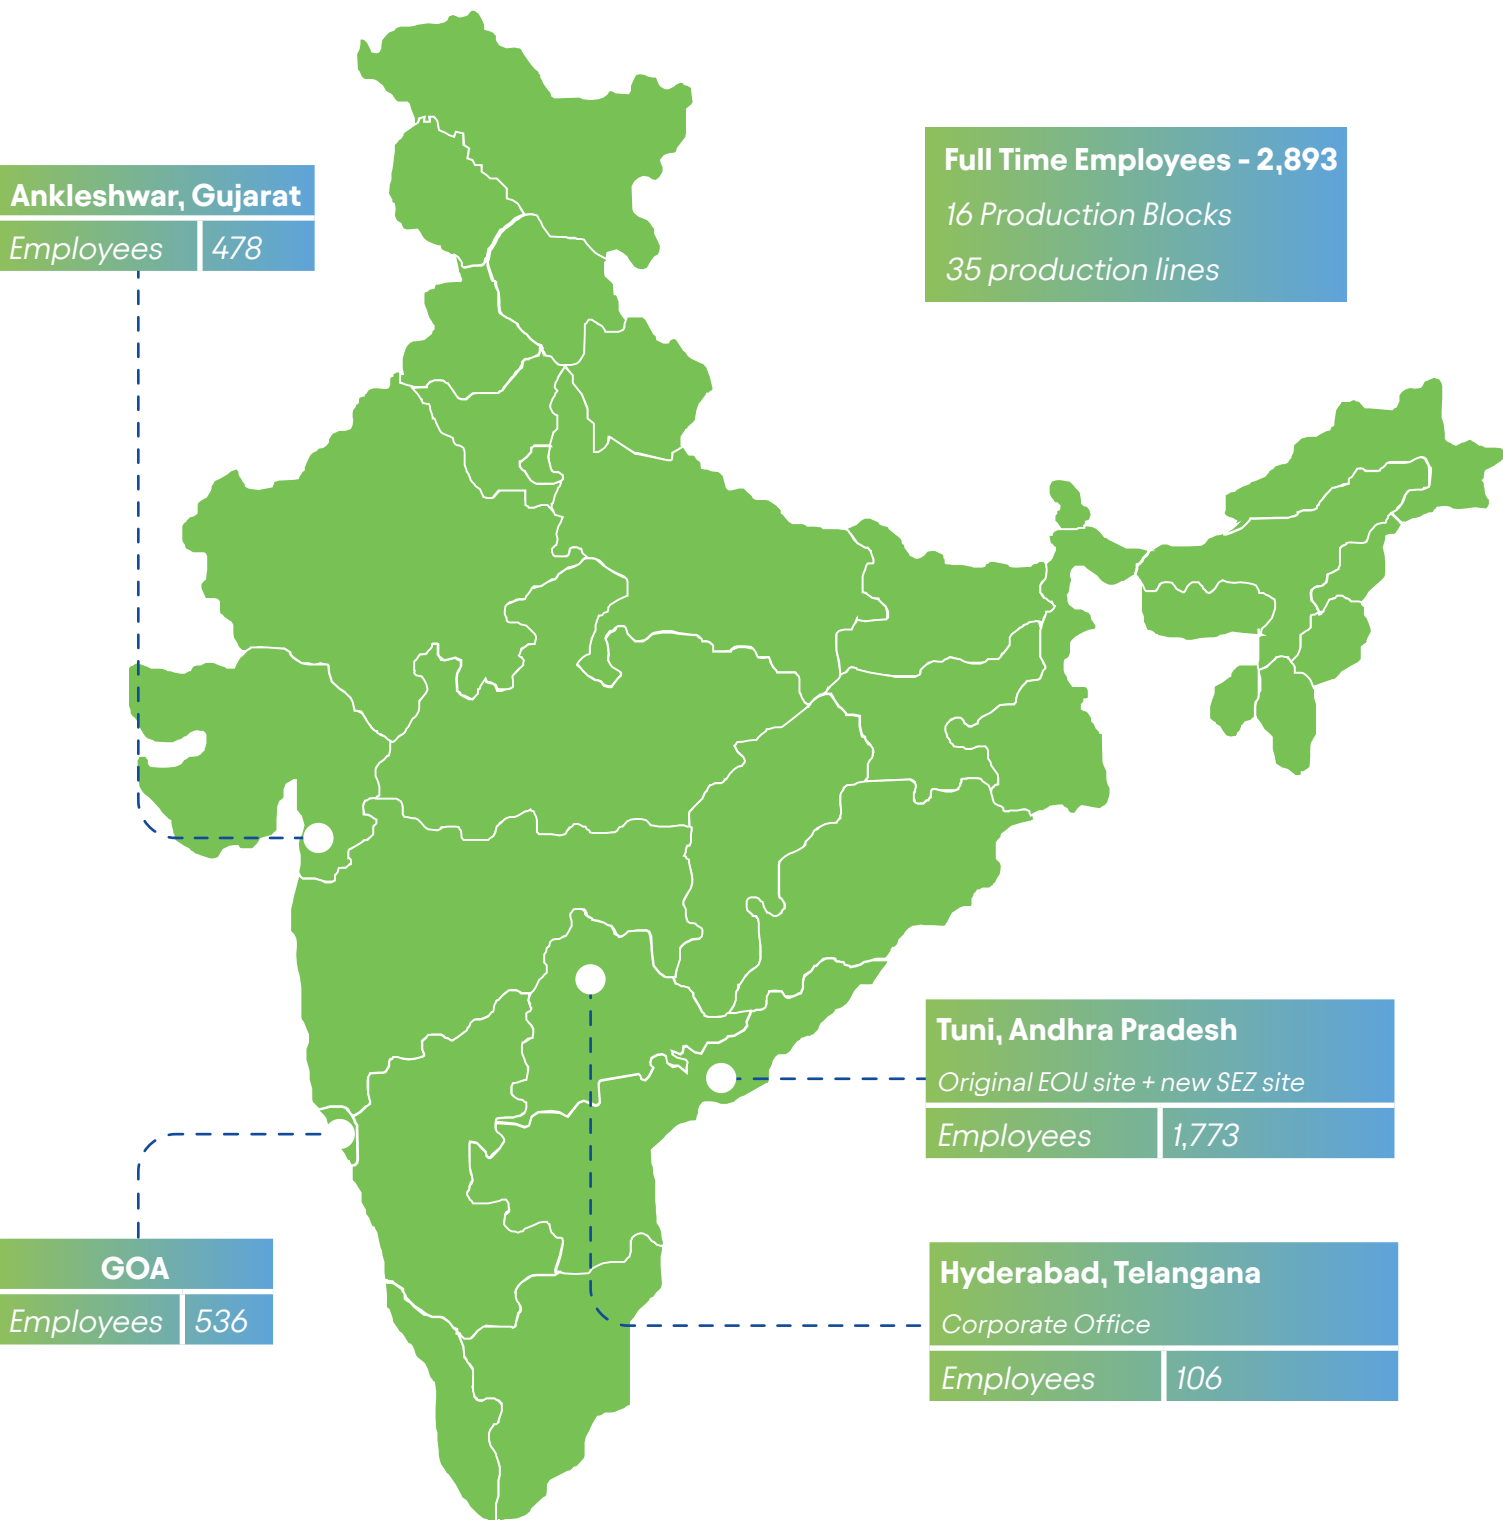 Ankleshwar, Gujarat
Employees 478
Full Time Employees - 2,893
16 Production Blocks
35 production lines
Tuni, Andhra Pradesh
Original EOU site + new SEZ site
Employees 1,773
GOA
Employees 536
Hyderabad, Telangana
Corporate Office
Employees 106